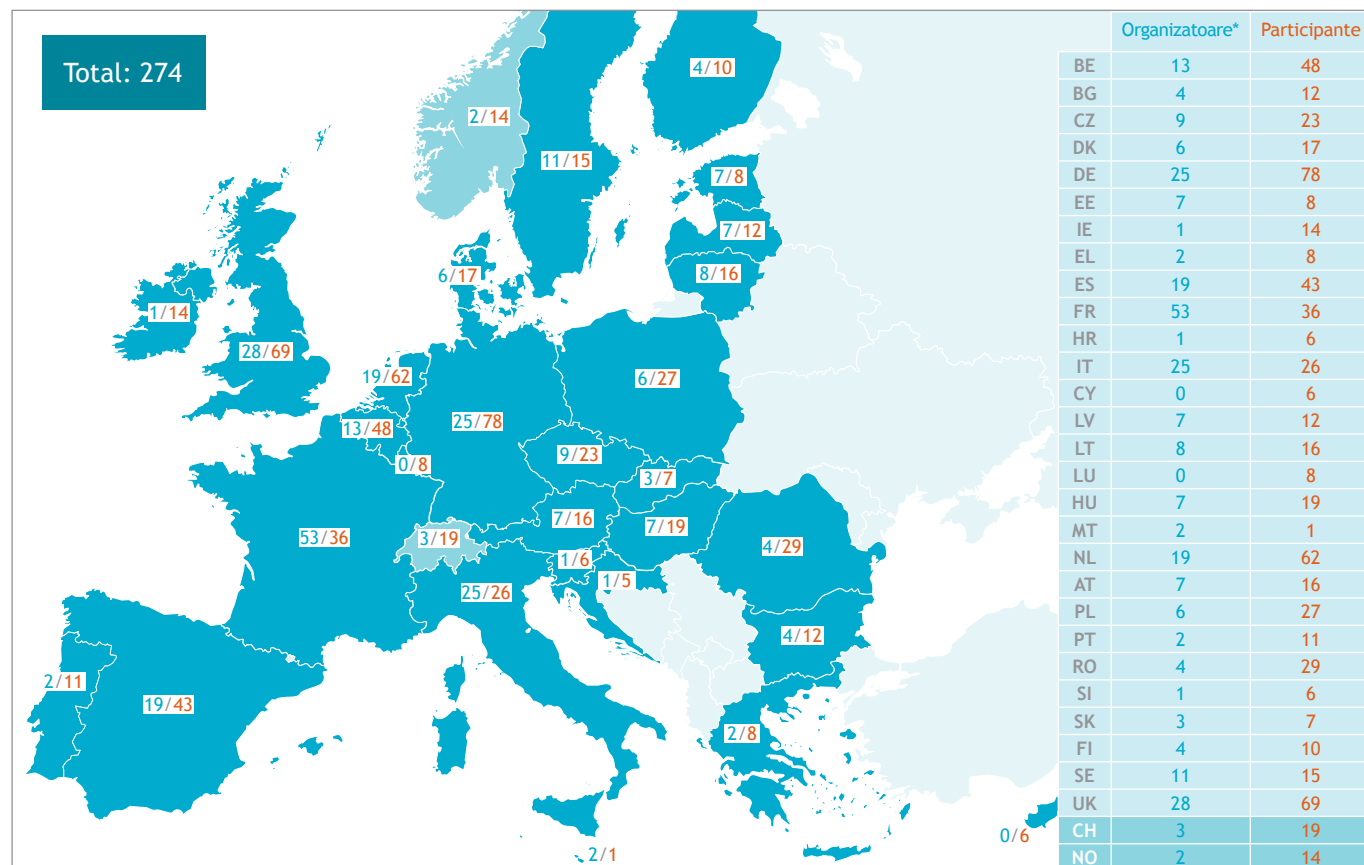 Total: 274
4/10
2/14
11/15
7/8
7/12
6/17
8/16
1/14
28/69
19/62
6/27
13/48
25/78
9/23
0/8
3/7
7/16
7/19
53/36
3/19
4/29
1/6
1/5
25/26
4/12
2/11
19/43
2/8
0/6
2/1
Organizatoare* Participante
BE 13 48
BG 4 12
CZ 9 23
DK 6 17
DE 25 78
EE 7 8
IE 1 14
EL 2 8
ES 19 43
FR 53 36
HR 1 6
IT 25 26
CY 0 6
LV 7 12
LT 8 16
LU 0 8
HU 7 19
MT 2 1
NL 19 62
AT 7 16
PL 6 27
PT 2 11
RO 4 29
SI 1 6
SK 3 7
FI 4 10
SE 11 15
UK 28 69
CH 3 19
NO 2 14